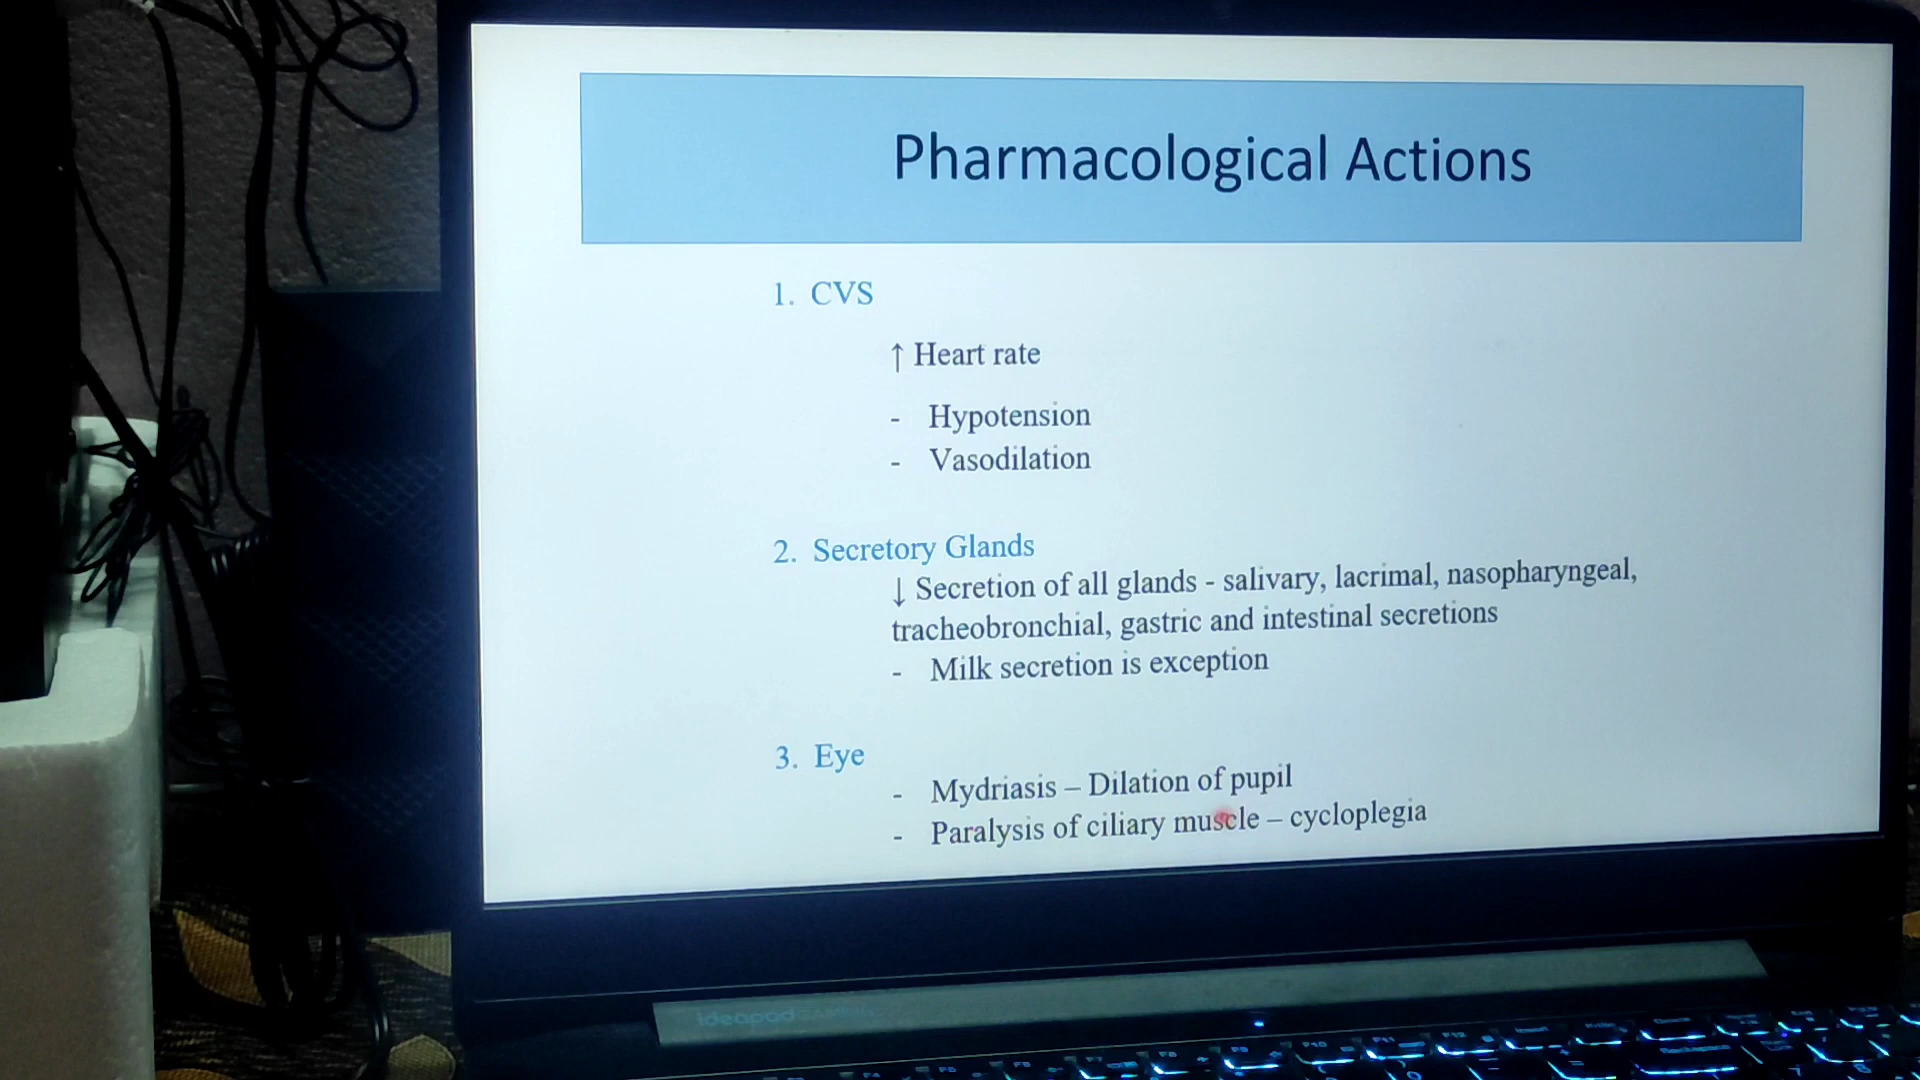 Pharmacological Actions
1. CVS
↑ Heart rate
- Hypotension
- Vasodilation
2. Secretory Glands
↓ Secretion of all glands - salivary, lacrimal, nasopharyngeal,
tracheobronchial, gastric and intestinal secretions
- Milk secretion is exception
3. Eye
- Mydriasis – Dilation of pupil
- Paralysis of ciliary muscle – cycloplegia
ideapad